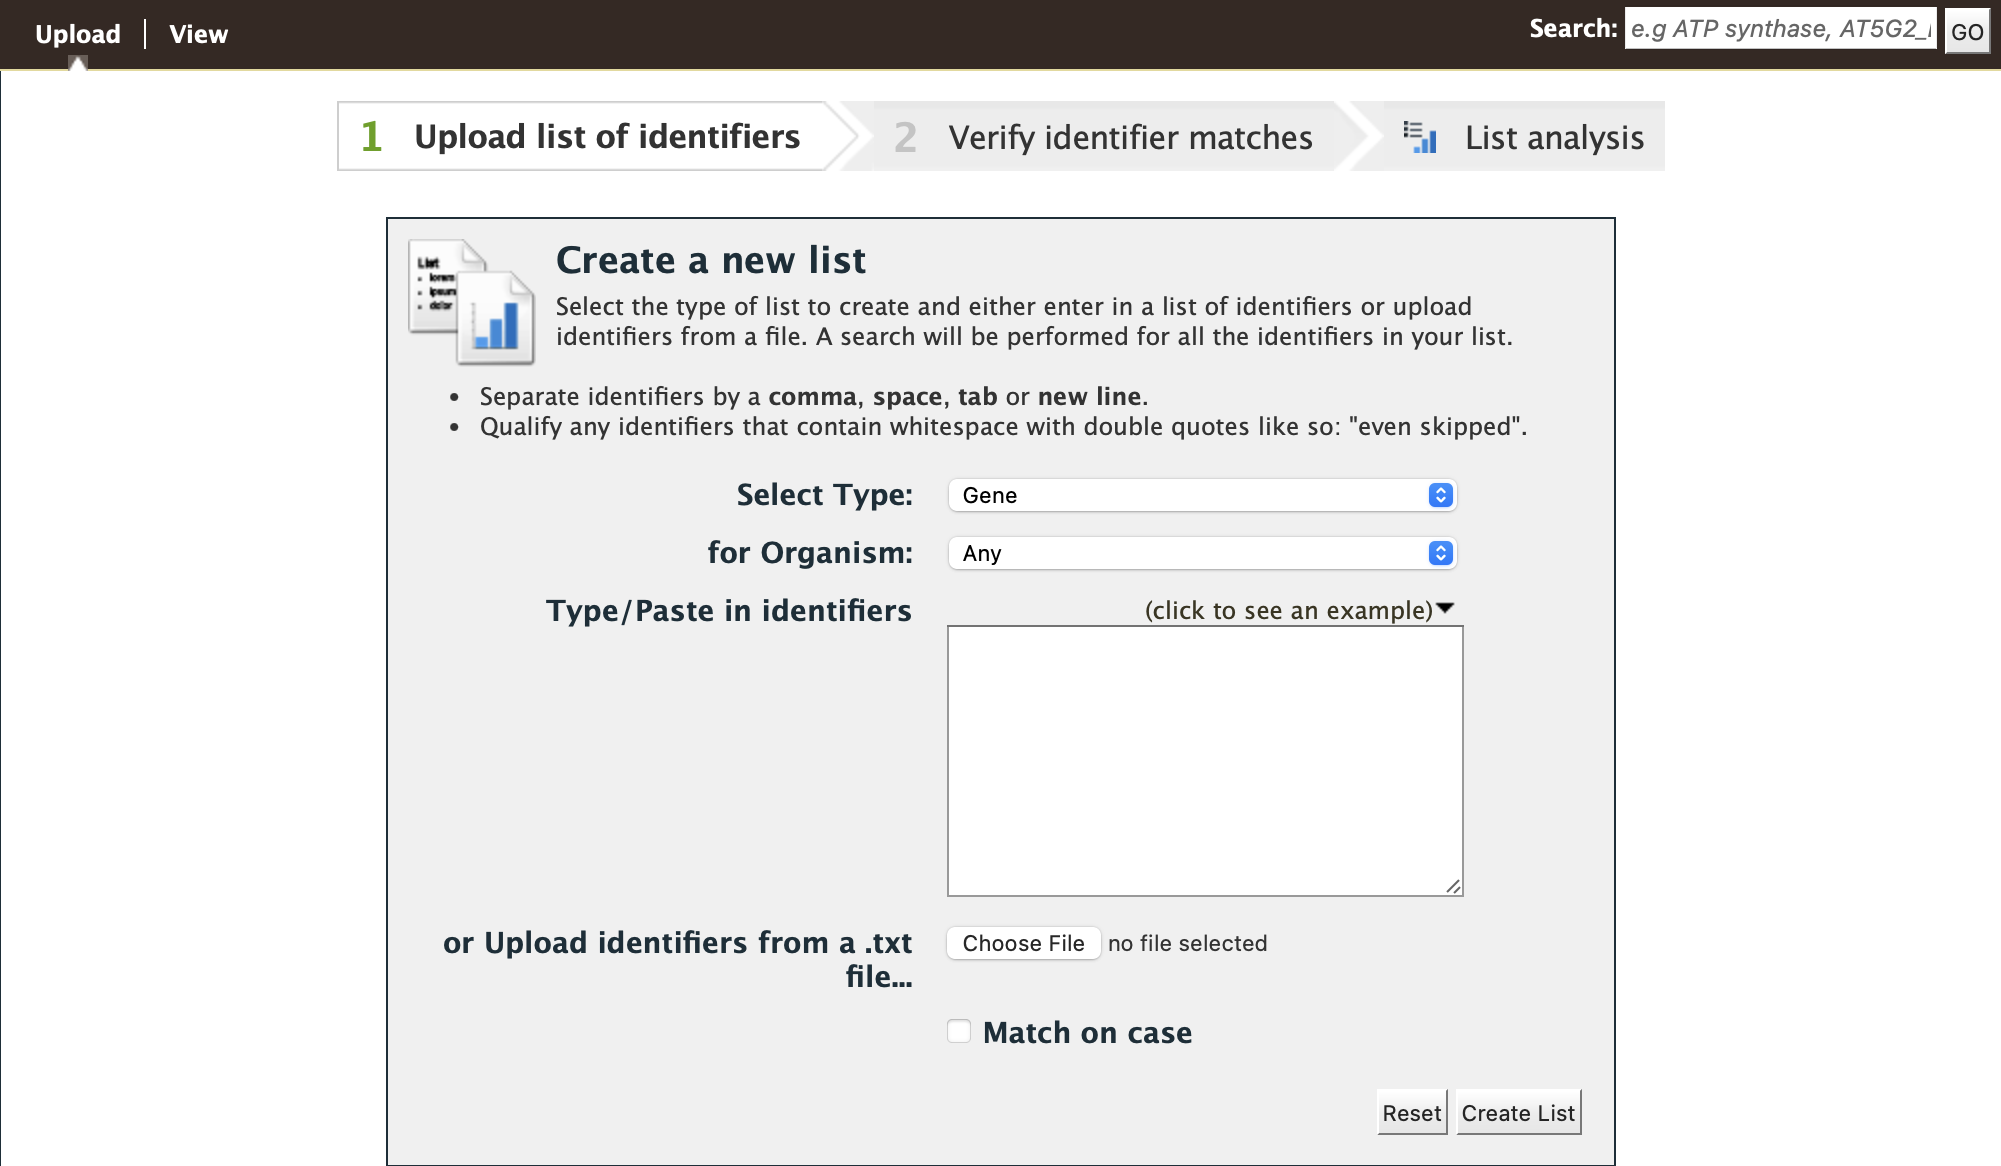 Upload | View
Search: e.g ATP synthase, AT5G2_ GO
1 Upload list of identifiers
2 Verify identifier matches
List analysis
List
lorem
ipsum
dolor
Create a new list
Select the type of list to create and either enter in a list of identifiers or upload
identifiers from a file. A search will be performed for all the identifiers in your list.
• Separate identifiers by a comma, space, tab or new line.
• Qualify any identifiers that contain whitespace with double quotes like so: "even skipped".
Select Type: Gene
for Organism: Any
Type/Paste in identifiers (click to see an example)
or Upload identifiers from a .txt
file...
Choose File no file selected
Match on case
Reset Create List